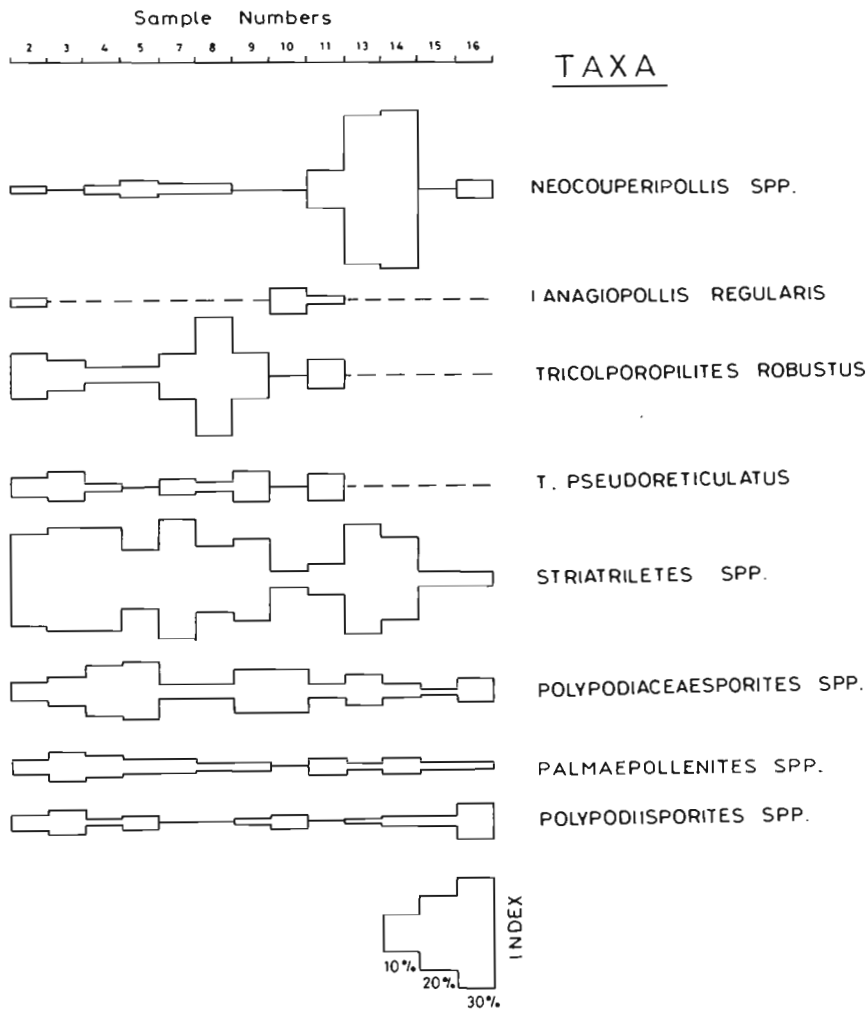 Sample Numbers
2 3 4 5 7 8 9 10 11 13 14 15 16
TAXA
NEOCOUPERIPOLLIS SPP.
IANAGIOPOLLIS REGULARIS
TRICOLPOROPILITES ROBUSTUS
T. PSEUDORETICULATUS
STRIATRILETES SPP.
POLYPODIACEAESPORITES SPP.
PALMAEPOLLENITES SPP.
POLYPODIISPORITES SPP.
INDEX
10%
20%
30%